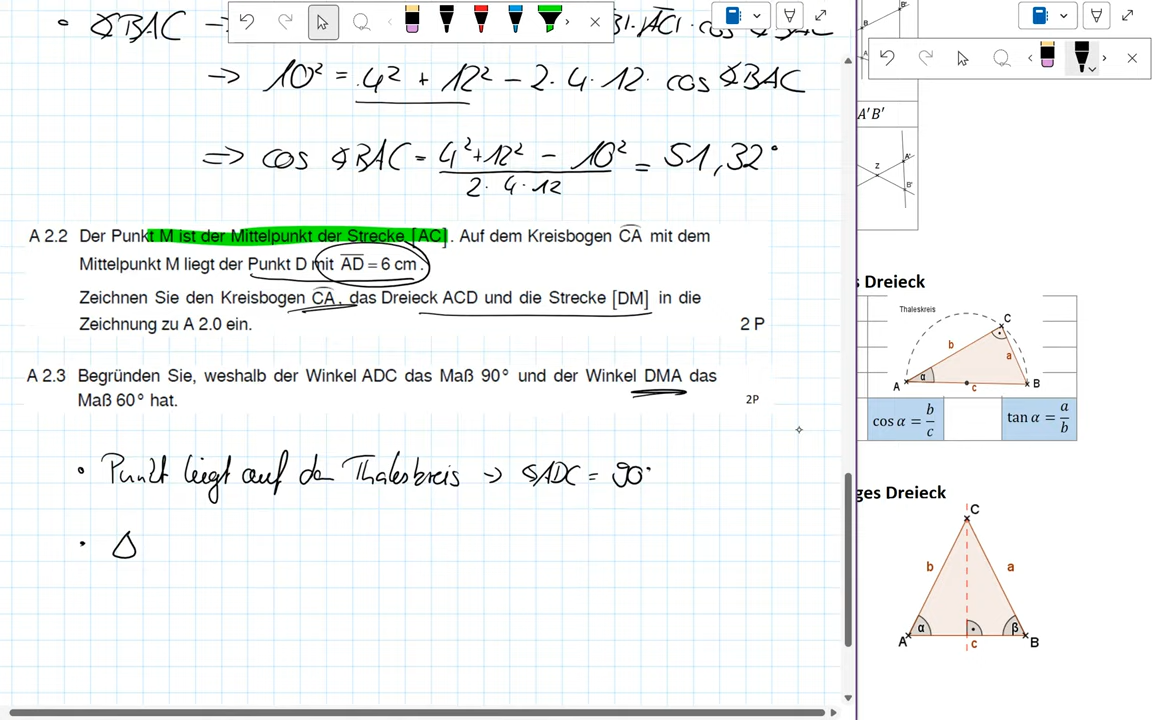 • ∢BAC ⇒
⇒ 10² = 4² + 12² − 2·4·12· cos ∢BAC
⇒ cos ∢BAC = 4²+12² − 10² / 2·4·12 = 51,32°
A 2.2 Der Punkt M ist der Mittelpunkt der Strecke [AC]. Auf dem Kreisbogen CA mit dem
Mittelpunkt M liegt der Punkt D mit AD = 6 cm.
Zeichnen Sie den Kreisbogen CA, das Dreieck ACD und die Strecke [DM] in die
Zeichnung zu A 2.0 ein. 2 P
A 2.3 Begründen Sie, weshalb der Winkel ADC das Maß 90° und der Winkel DMA das
Maß 60° hat. 2P
• Punkt liegt auf dem Thaleskreis → ∢ADC = 90°
• Δ
B'
A'B'
Z
A'
B'
s Dreieck
Thaleskreis
C
b
a
α
A
c
B
cos α = b/c
tan α = a/b
ges Dreieck
C
b
a
α
β
A
c
B